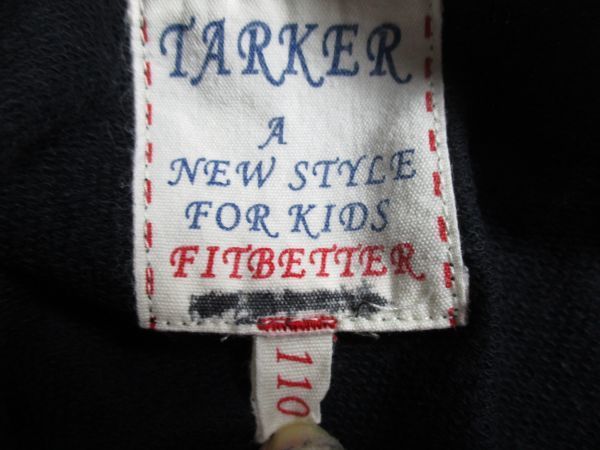 TARKER
A
NEW STYLE
FOR KIDS
FITBETTER
110